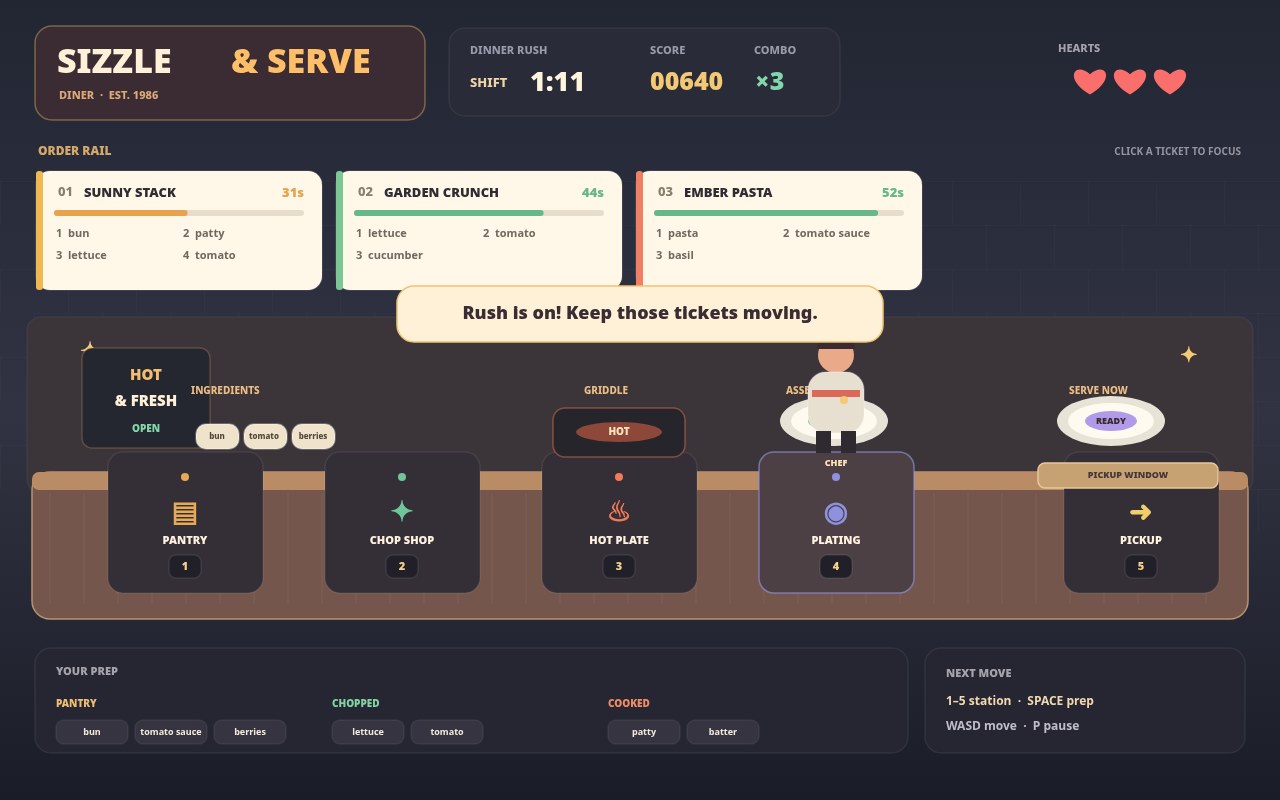 SIZZLE & SERVE
DINER · EST. 1986
DINNER RUSH
SHIFT 1:11
SCORE
00640
COMBO
×3
HEARTS
ORDER RAIL
CLICK A TICKET TO FOCUS
01 SUNNY STACK 31s
1 bun 2 patty
3 lettuce 4 tomato
02 GARDEN CRUNCH 44s
1 lettuce 2 tomato
3 cucumber
03 EMBER PASTA 52s
1 pasta 2 tomato sauce
3 basil
Rush is on! Keep those tickets moving.
HOT
& FRESH
OPEN
INGREDIENTS
bun tomato berries
GRIDDLE
HOT
ASSE
SERVE NOW
READY
CHEF
PICKUP WINDOW
PANTRY
1
CHOP SHOP
2
HOT PLATE
3
PLATING
4
PICKUP
5
YOUR PREP
PANTRY
bun tomato sauce berries
CHOPPED
lettuce tomato
COOKED
patty batter
NEXT MOVE
1–5 station · SPACE prep
WASD move · P pause